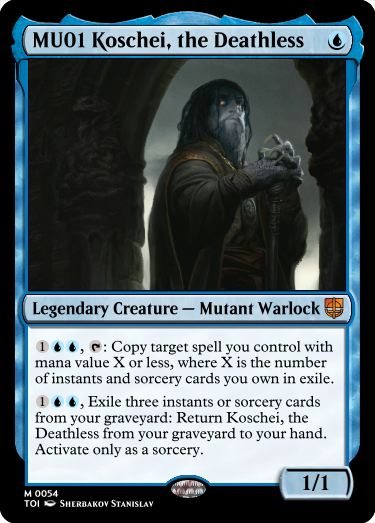 MU01 Koschei, the Deathless
Legendary Creature — Mutant Warlock
1, : Copy target spell you control with
mana value X or less, where X is the number
of instants and sorcery cards you own in exile.
1, Exile three instants or sorcery cards
from your graveyard: Return Koschei, the
Deathless from your graveyard to your hand.
Activate only as a sorcery.
1/1
M 0054
TOI SHERBAKOV STANISLAV